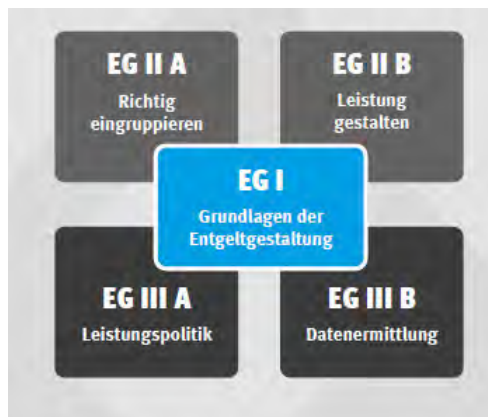 EG II A
Richtig
eingruppieren
EG II B
Leistung
gestalten
EG I
Grundlagen der
Entgeltgestaltung
EG III A
Leistungspolitik
EG III B
Datenermittlung